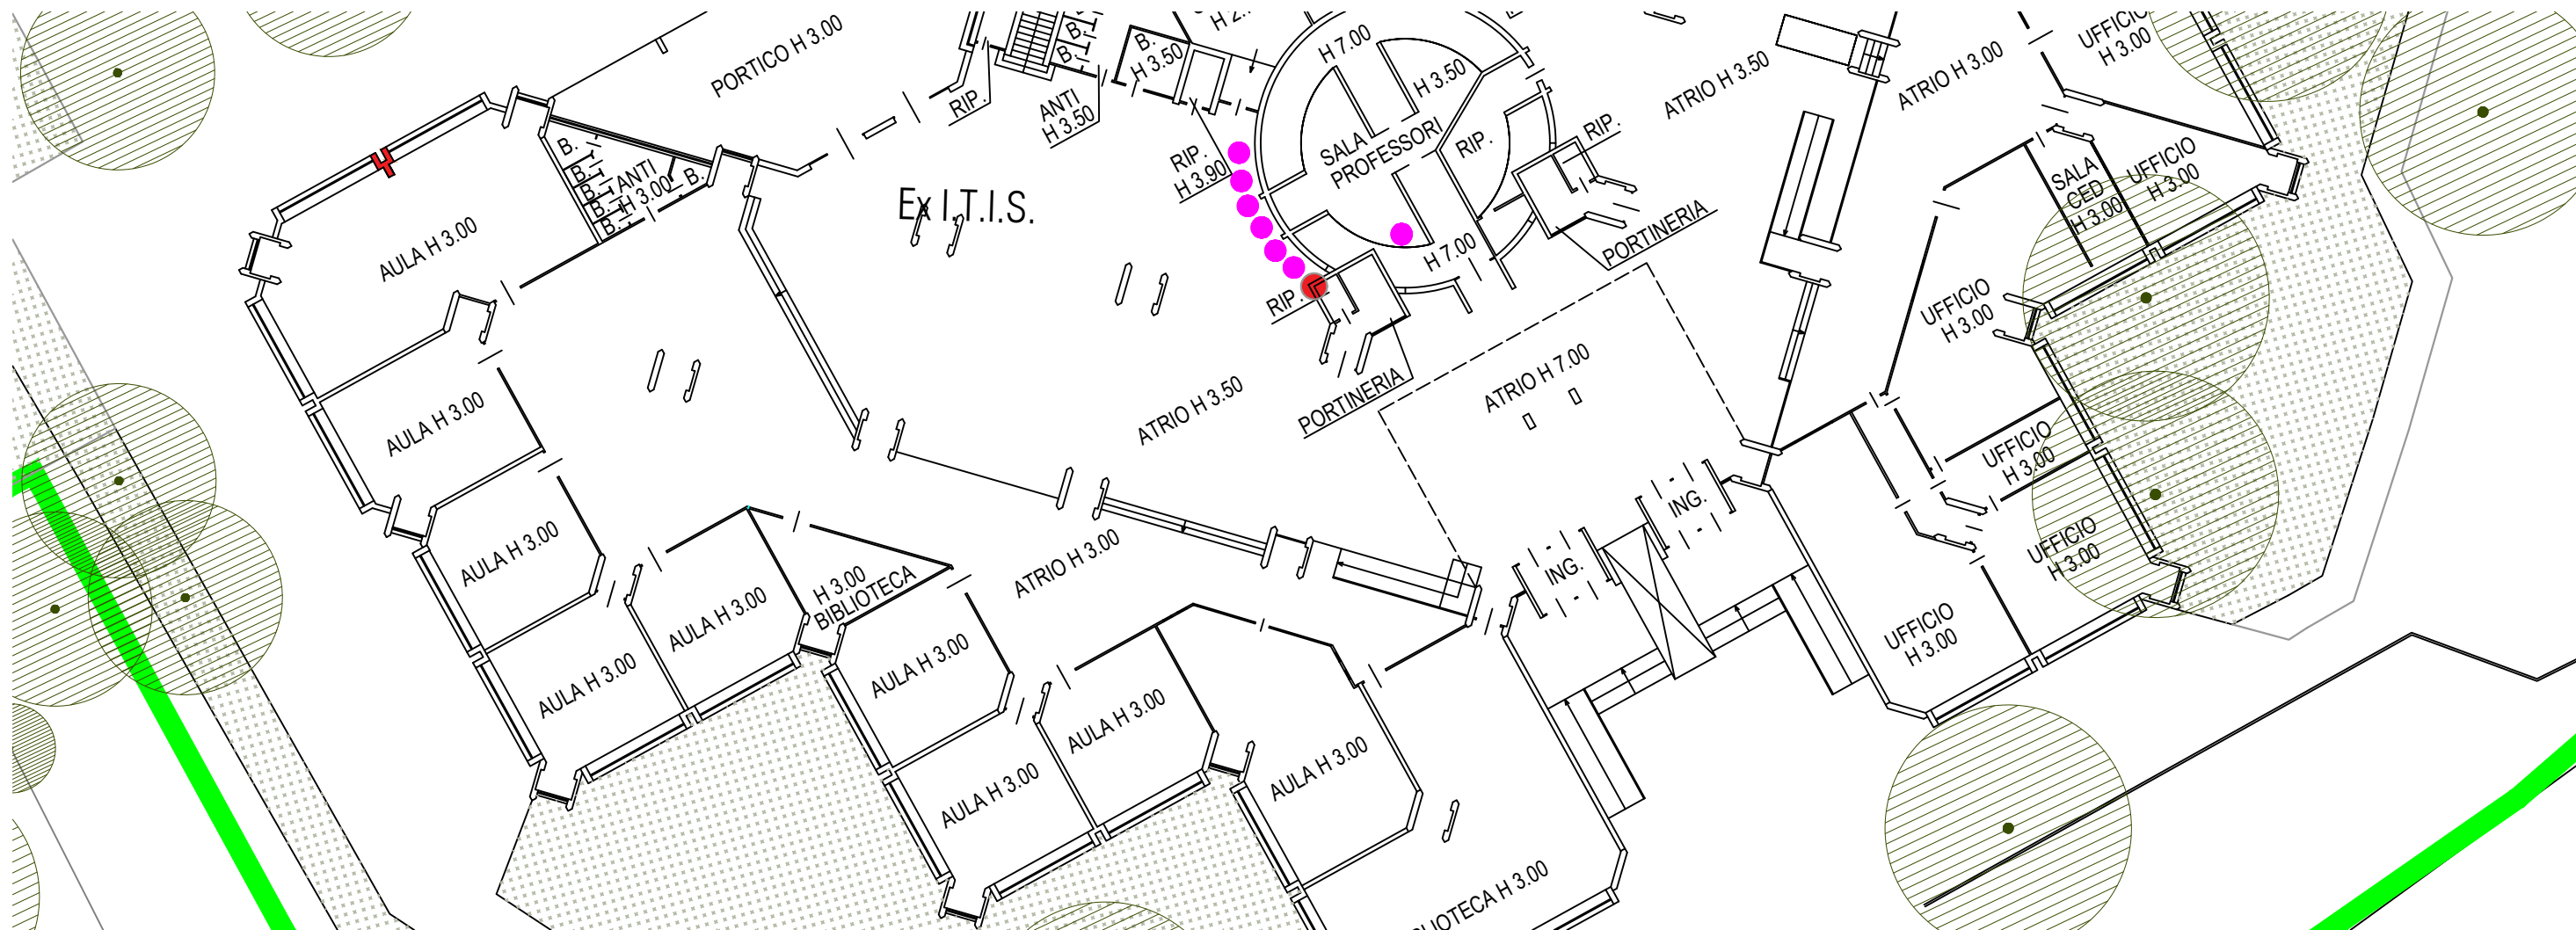 PORTICO H 3.00
RIP.
B.
B.
B.
ANTI
H 3.50
B.
H 3.50
H 7.00
H 3.50
ATRIO H 3.50
ATRIO H 3.00
UFFICIO
H 3.00
B.
B.
B.
B.
B.
ANTI
H 3.00
B.
Ex I.T.I.S.
RIP.
H 3.90
SALA
PROFESSORI
RIP.
RIP.
PORTINERIA
SALA
CED
H 3.00
UFFICIO
H 3.00
AULA H 3.00
RIP.
H 7.00
UFFICIO
H 3.00
AULA H 3.00
ATRIO H 3.50
PORTINERIA
ATRIO H 7.00
UFFICIO
H 3.00
AULA H 3.00
ATRIO H 3.00
ING.
ING.
UFFICIO
H 3.00
AULA H 3.00
AULA H 3.00
H 3.00
BIBLIOTECA
AULA H 3.00
UFFICIO
H 3.00
AULA H 3.00
AULA H 3.00
AULA H 3.00
BLIOTECA H 3.00